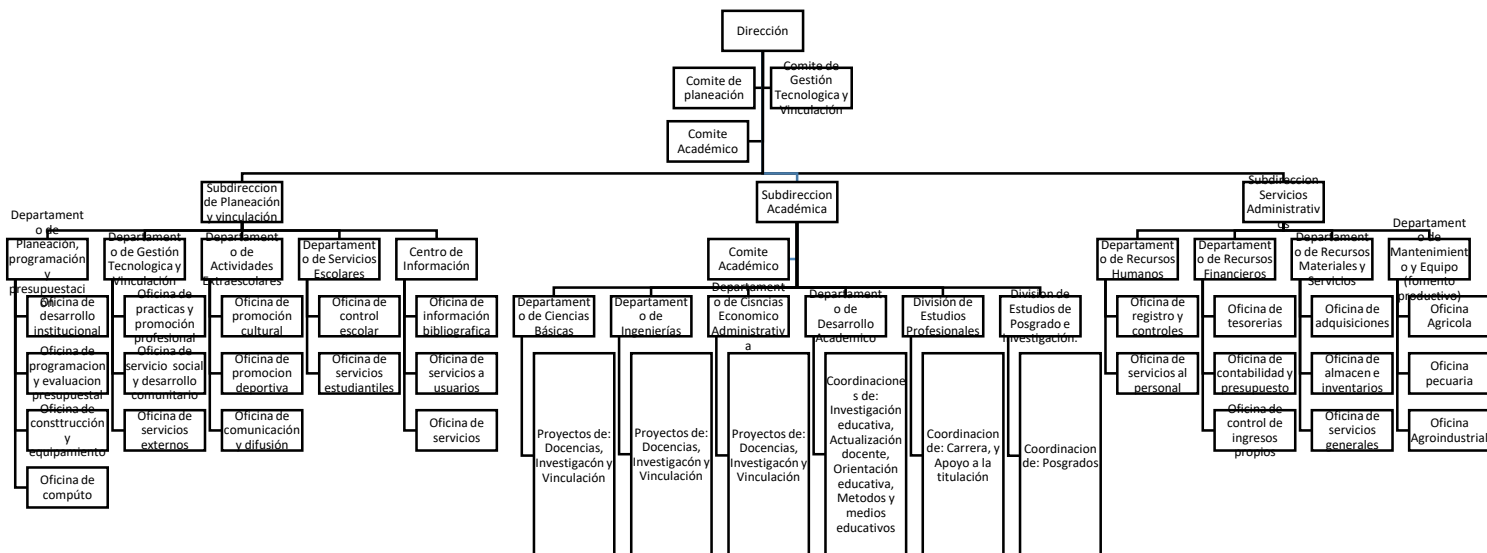 Dirección
Comite de
planeación
Comite de
Gestión
Tecnologica y
Vinculación
Comite
Académico
Subdireccion
de Planeación
y vinculación
Subdireccion
Académica
Subdireccion
Servicios
Administrativ
os
Departament
o de
Planeación,
programación
y
presupuestaci
ón
Departament
o de Gestión
Tecnologica y
Vinculación
Departament
o de
Actividades
Extraescolares
Departament
o de Servicios
Escolares
Centro de
Información
Comite
Académico
Departament
o de Recursos
Humanos
Departament
o de Recursos
Financieros
Departament
o de Recursos
Materiales y
Servicios
Departament
o de
Mantenimient
o y Equipo
(fomento
productivo)
Oficina de
desarrollo
institucional
Oficina de
practicas y
promoción
profesional
Oficina de
promoción
cultural
Oficina de
control
escolar
Oficina de
información
bibliografica
Departament
o de Ciencias
Básicas
Departament
o de
Ingenierías
Departament
o de Ciencias
Economico
Administrativ
a
Departament
o de
Desarrollo
Academico
División de
Estudios
Profesionales
Division de
Estudios de
Posgrado e
Investigación.
Oficina de
registro y
controles
Oficina de
tesorerias
Oficina de
adquisiciones
Oficina
Agricola
Oficina de
programacion
y evaluacion
presupuestal
Oficina de
servicio social
y desarrollo
comunitario
Oficina de
promocion
deportiva
Oficina de
servicios
estudiantiles
Oficina de
servicios a
usuarios
Oficina de
servicios al
personal
Oficina de
contabilidad y
presupuesto
Oficina de
almacen e
inventarios
Oficina
pecuaria
Oficina de
consttrucción
y
equipamiento
Oficina de
servicios
externos
Oficina de
comunicación
y difusión
Oficina de
servicios
Oficina de
control de
ingresos
propios
Oficina de
servicios
generales
Oficina
Agroindustrial
Oficina de
compúto
Proyectos de:
Docencias,
Investigacón y
Vinculación
Proyectos de:
Docencias,
Investigacón y
Vinculación
Proyectos de:
Docencias,
Investigacón y
Vinculación
Coordinacione
s de:
Investigación
educativa,
Actualización
docente,
Orientación
educativa,
Metodos y
medios
educativos
Coordinacion
de: Carrera, y
Apoyo a la
titulación
Coordinacion
de: Posgrados